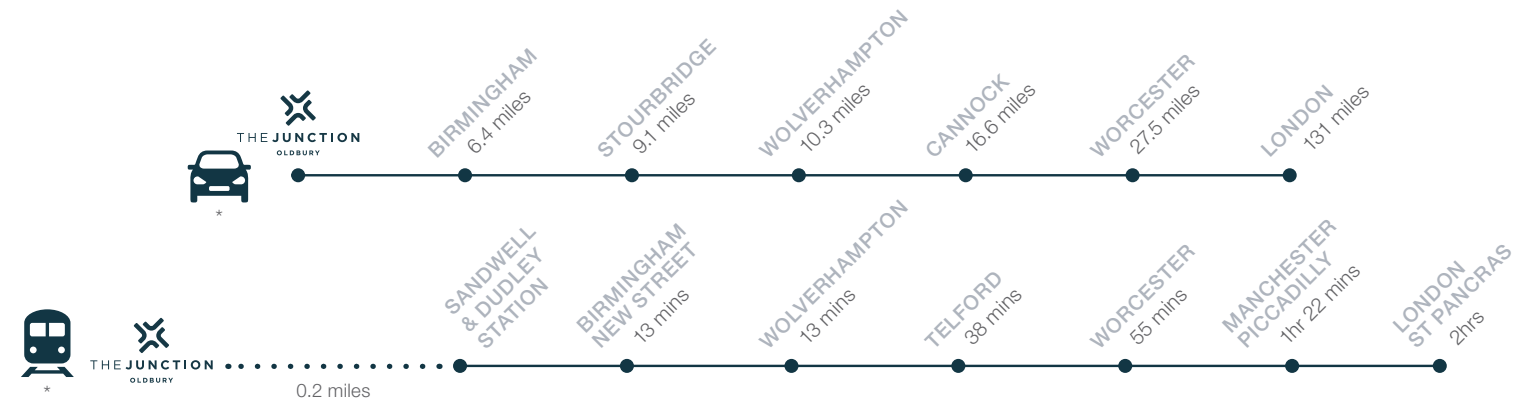 THE JUNCTION
OLDBURY
*
BIRMINGHAM
6.4 miles
STOURBRIDGE
9.1 miles
WOLVERHAMPTON
10.3 miles
CANNOCK
16.6 miles
WORCESTER
27.5 miles
LONDON
131 miles
THE JUNCTION
OLDBURY
*
0.2 miles
SANDWELL
& DUDLEY
STATION
BIRMINGHAM
NEW STREET
13 mins
WOLVERHAMPTON
13 mins
TELFORD
38 mins
WORCESTER
55 mins
MANCHESTER
PICCADILLY
1hr 22 mins
LONDON
ST PANCRAS
2hrs